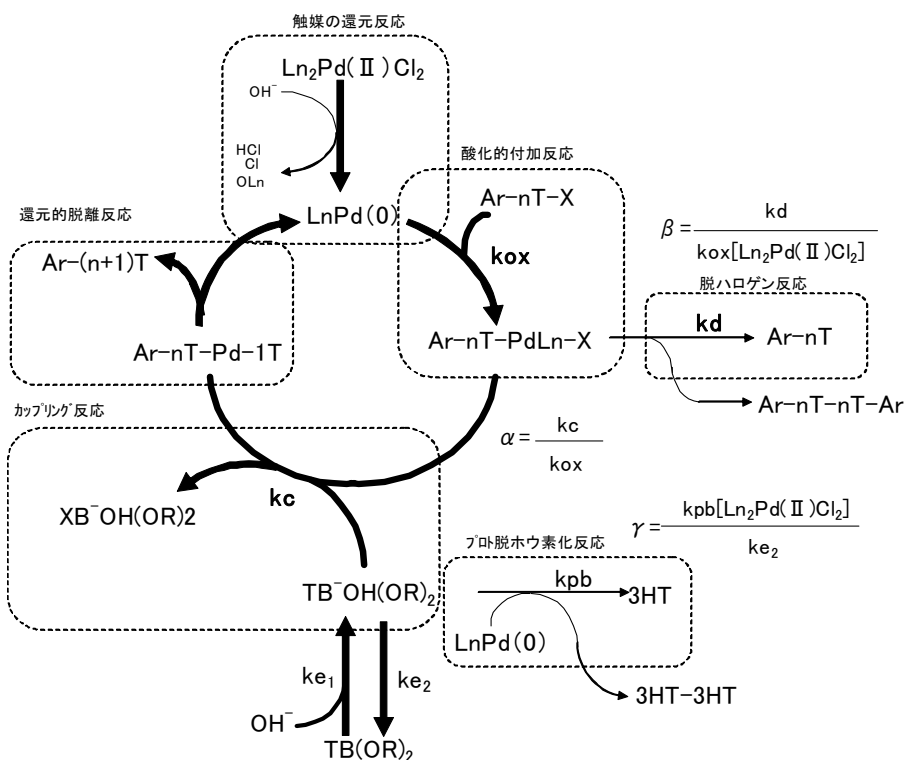 触媒の還元反応
Ln₂Pd(Ⅱ)Cl₂
OH⁻
HCl
Cl
OLn
LnPd(0)
酸化的付加反応
Ar-nT-X
kox
Ar-nT-PdLn-X
還元的脱離反応
Ar-(n+1)T
Ar-nT-Pd-1T
β=
kd
kox[Ln₂Pd(Ⅱ)Cl₂]
脱ハロゲン反応
kd
Ar-nT
Ar-nT-nT-Ar
カップリング反応
α=
kc
kox
kc
XB⁻OH(OR)2
TB⁻OH(OR)₂
γ=
kpb[Ln₂Pd(Ⅱ)Cl₂]
ke₂
プロト脱ホウ素化反応
kpb
3HT
LnPd(0)
3HT-3HT
ke₁
ke₂
OH⁻
TB(OR)₂